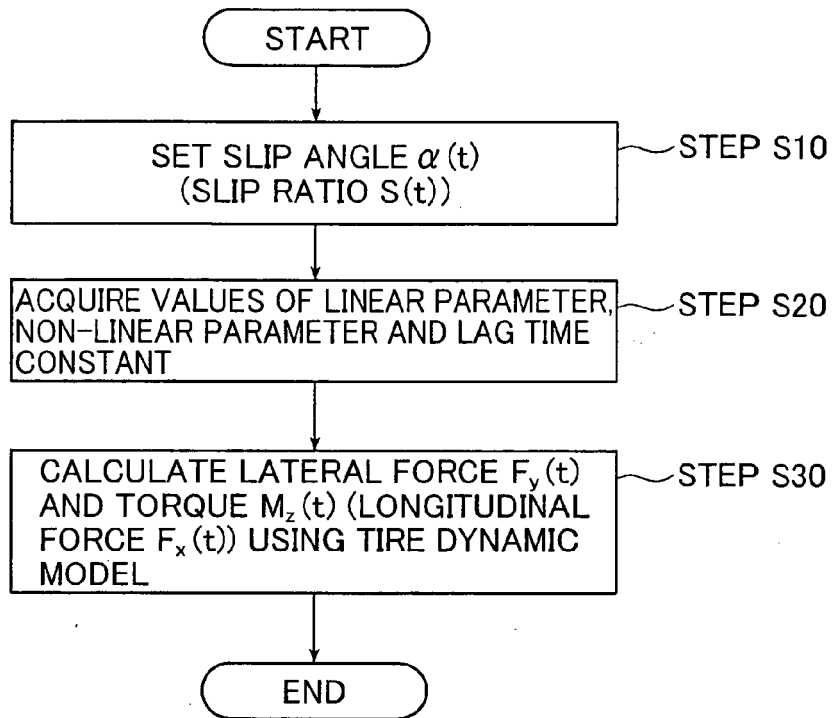 START
SET SLIP ANGLE α(t)
(SLIP RATIO S(t))
STEP S10
ACQUIRE VALUES OF LINEAR PARAMETER,
NON-LINEAR PARAMETER AND LAG TIME
CONSTANT
STEP S20
CALCULATE LATERAL FORCE Fy(t)
AND TORQUE Mz(t) (LONGITUDINAL
FORCE Fx(t)) USING TIRE DYNAMIC
MODEL
STEP S30
END